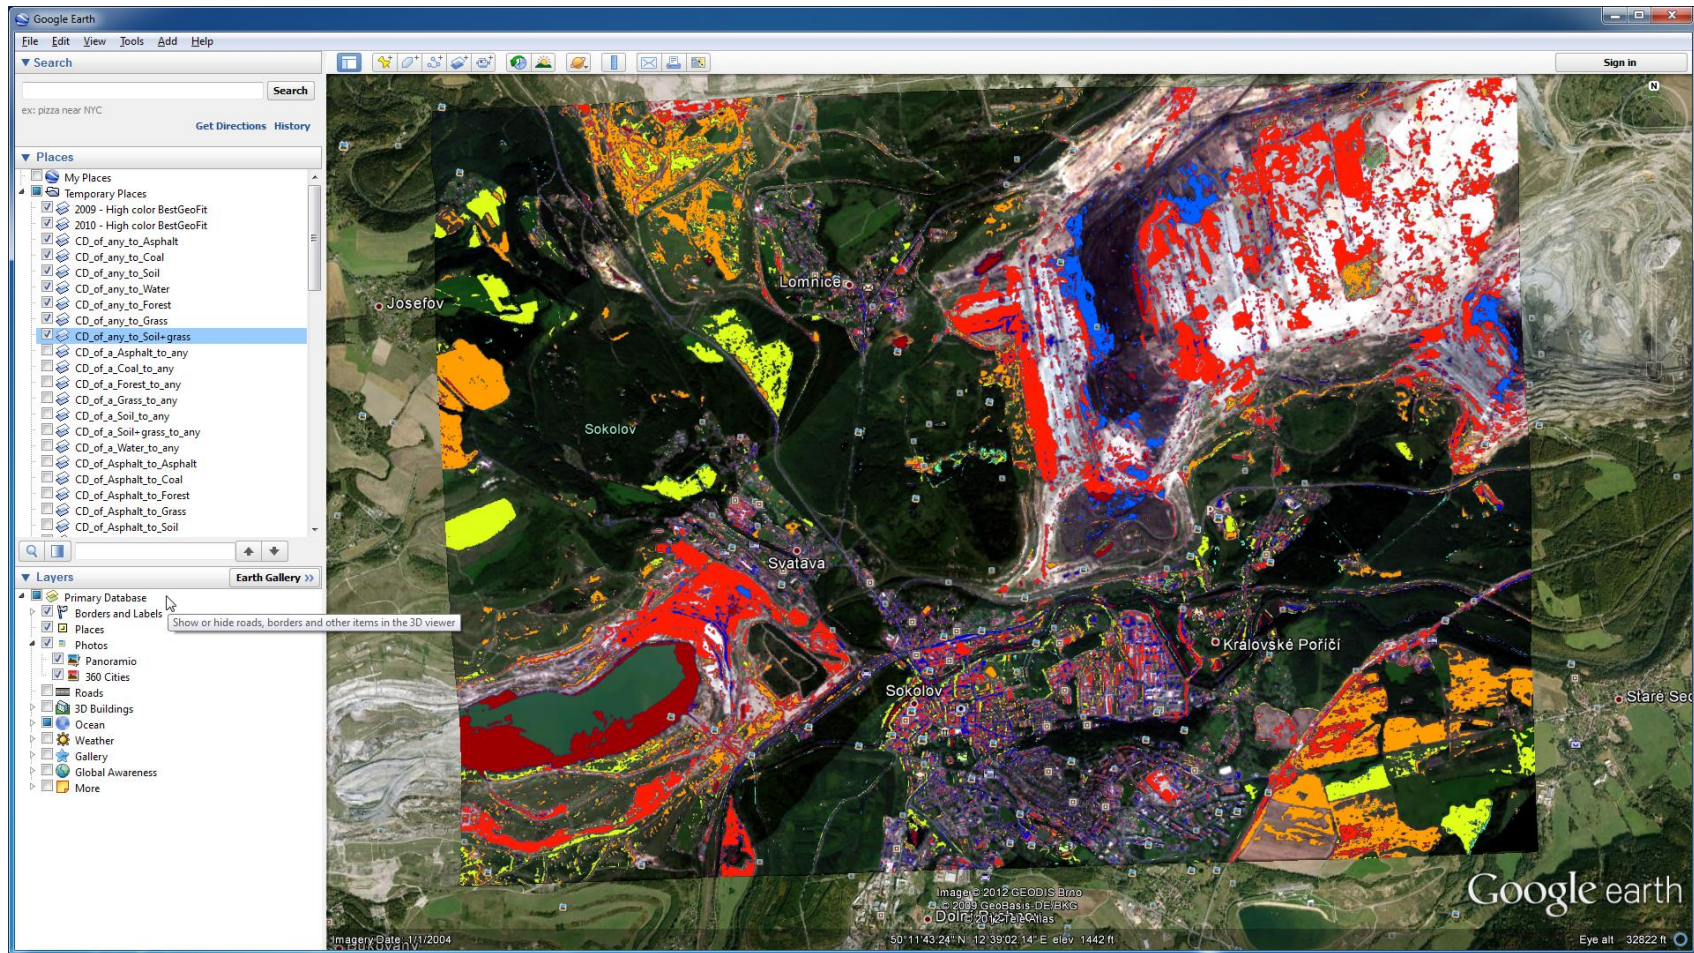 Google Earth
File Edit View Tools Add Help
Search
Sign in
Search
ex: pizza near NYC
Get Directions History
Places
My Places
Temporary Places
2009 - High color BestGeoFit
2010 - High color BestGeoFit
CD_of_any_to_Asphalt
CD_of_any_to_Coal
CD_of_any_to_Soil
CD_of_any_to_Water
CD_of_any_to_Forest
CD_of_any_to_Grass
CD_of_any_to_Soil+grass
CD_of_a_Asphalt_to_any
CD_of_a_Coal_to_any
CD_of_a_Forest_to_any
CD_of_a_Grass_to_any
CD_of_a_Soil_to_any
CD_of_a_Soil+grass_to_any
CD_of_a_Water_to_any
CD_of_Asphalt_to_Asphalt
CD_of_Asphalt_to_Coal
CD_of_Asphalt_to_Forest
CD_of_Asphalt_to_Grass
CD_of_Asphalt_to_Soil
Layers
Earth Gallery >>
Primary Database
Borders and Labels
Show or hide roads, borders and other items in the 3D viewer
Places
Photos
Panoramio
360 Cities
Roads
3D Buildings
Ocean
Weather
Gallery
Global Awareness
More
N
Lomnice
Josefov
Sokolov
Svatava
Královské Poříčí
Sokolov
Staré Sed
Image © 2012 GEODIS Brno
© 2009 GeoBasis-DE/BKG
© 2012 Tele Atlas
Dolní Rychnov
Google earth
Imagery Date: 1/1/2004
50°11'43.24" N 12°39'02.14" E elev 1442 ft
Eye alt 32822 ft